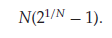 N(2^{1/N} – 1).